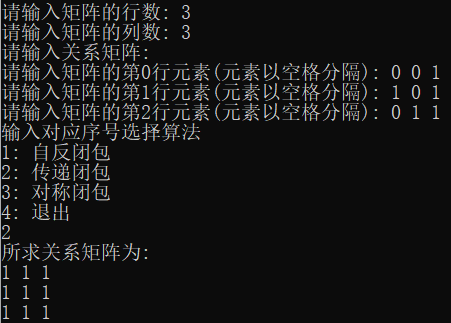 请输入矩阵的行数: 3
请输入矩阵的列数: 3
请输入关系矩阵:
请输入矩阵的第0行元素(元素以空格分隔): 0 0 1
请输入矩阵的第1行元素(元素以空格分隔): 1 0 1
请输入矩阵的第2行元素(元素以空格分隔): 0 1 1
输入对应序号选择算法
1: 自反闭包
2: 传递闭包
3: 对称闭包
4: 退出
2
所求关系矩阵为:
1 1 1
1 1 1
1 1 1